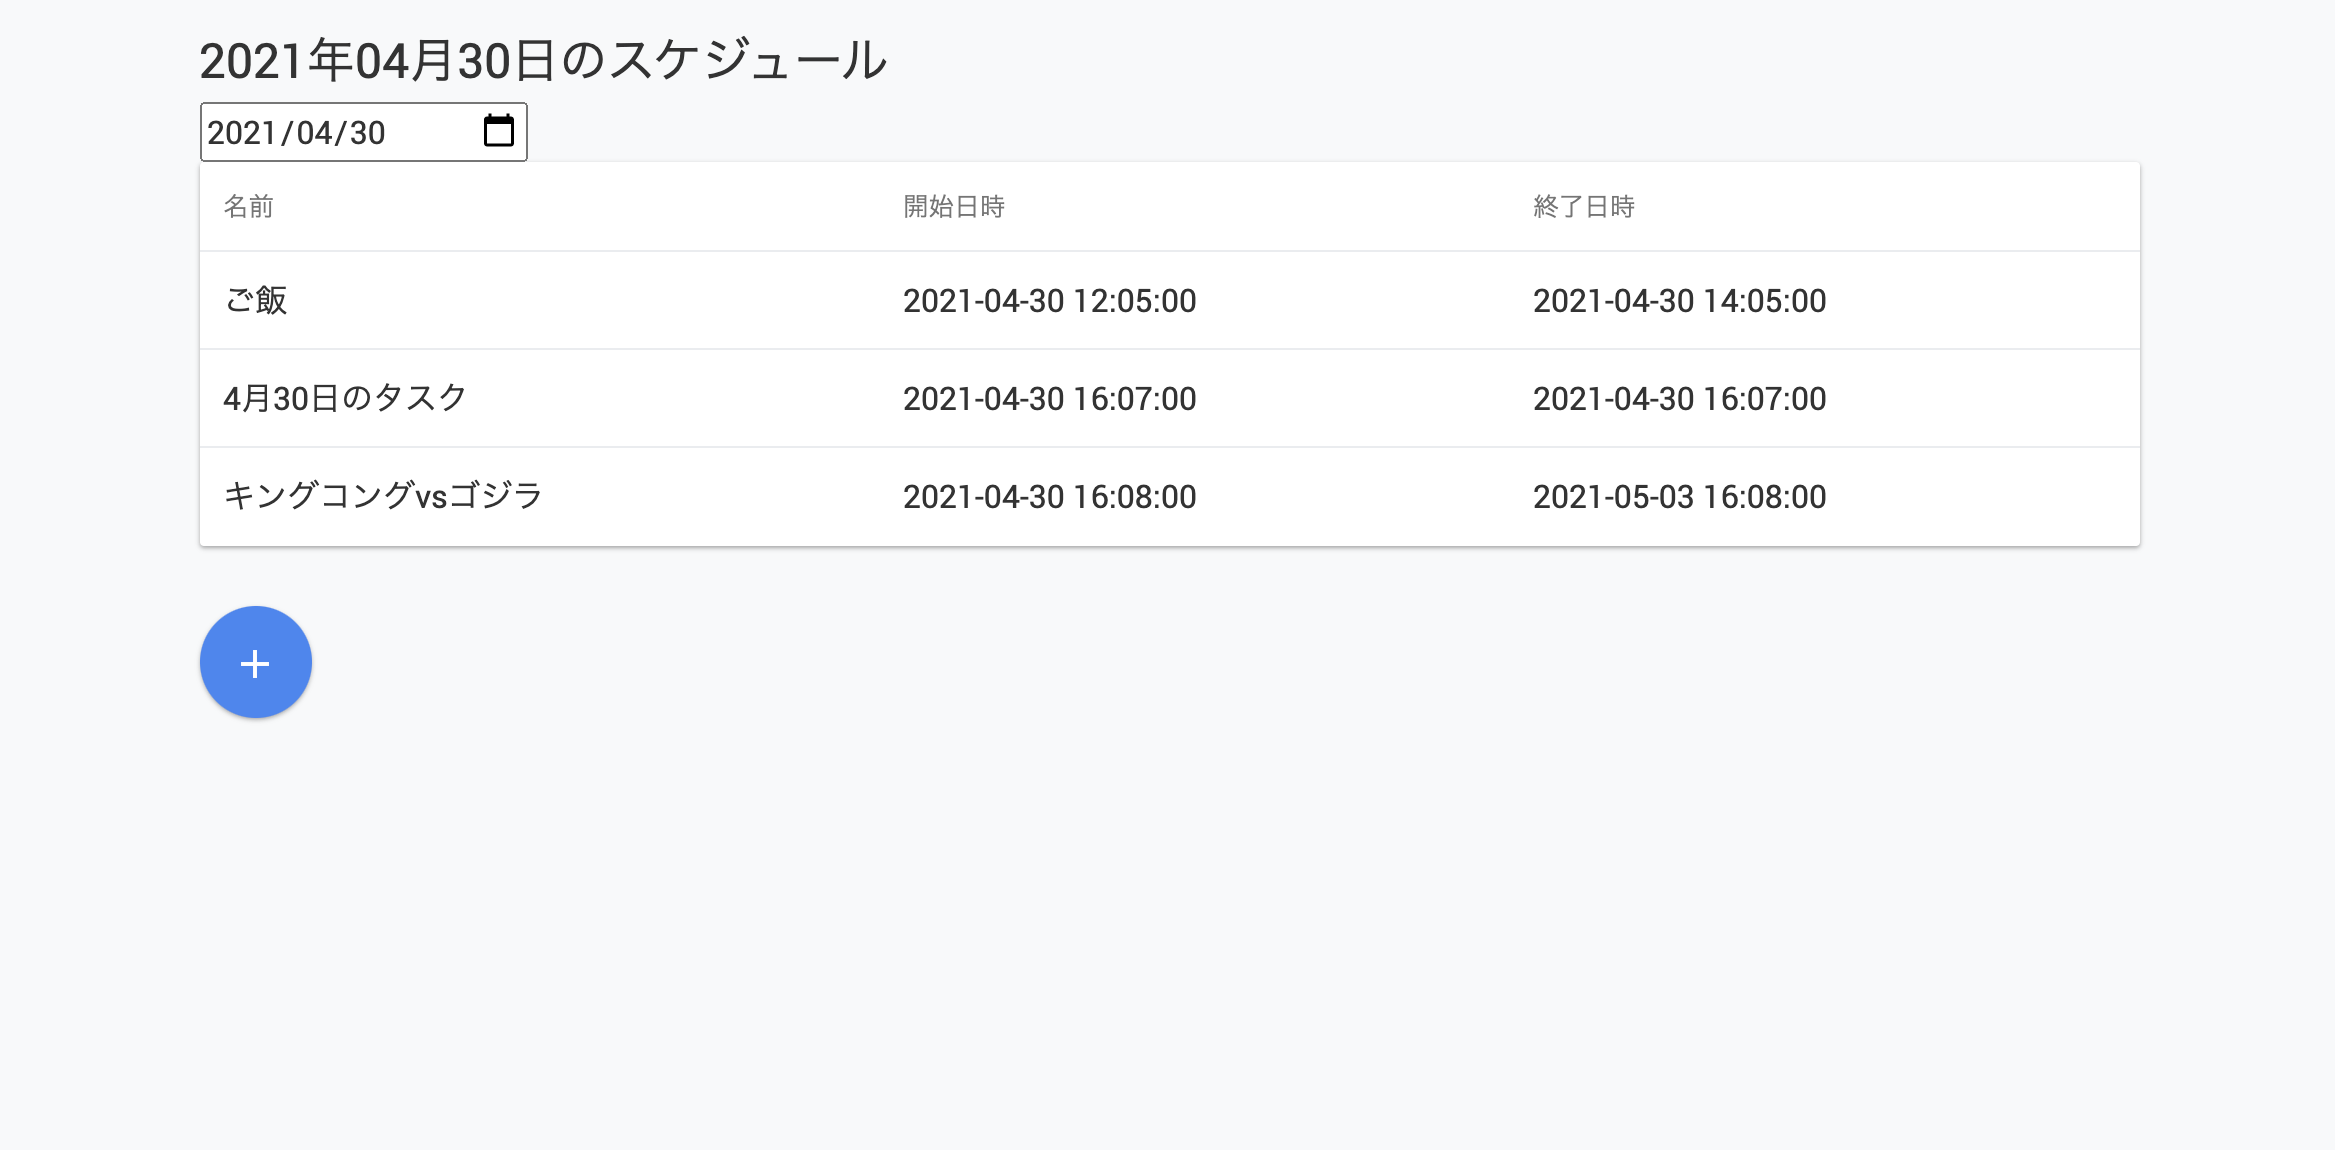 2021年04月30日のスケジュール
2021/04/30
名前 開始日時 終了日時
ご飯 2021-04-30 12:05:00 2021-04-30 14:05:00
4月30日のタスク 2021-04-30 16:07:00 2021-04-30 16:07:00
キングコングvsゴジラ 2021-04-30 16:08:00 2021-05-03 16:08:00
+